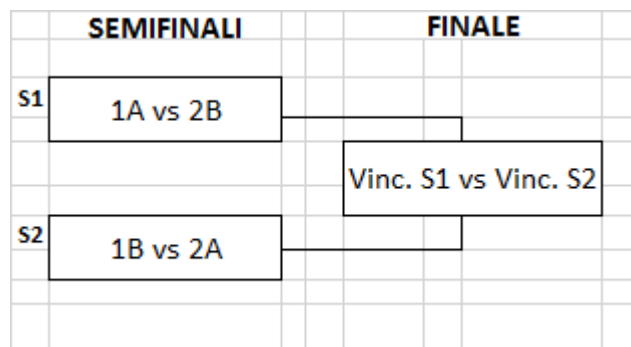 SEMIFINALI FINALE
S1 1A vs 2B
Vinc. S1 vs Vinc. S2
S2 1B vs 2A